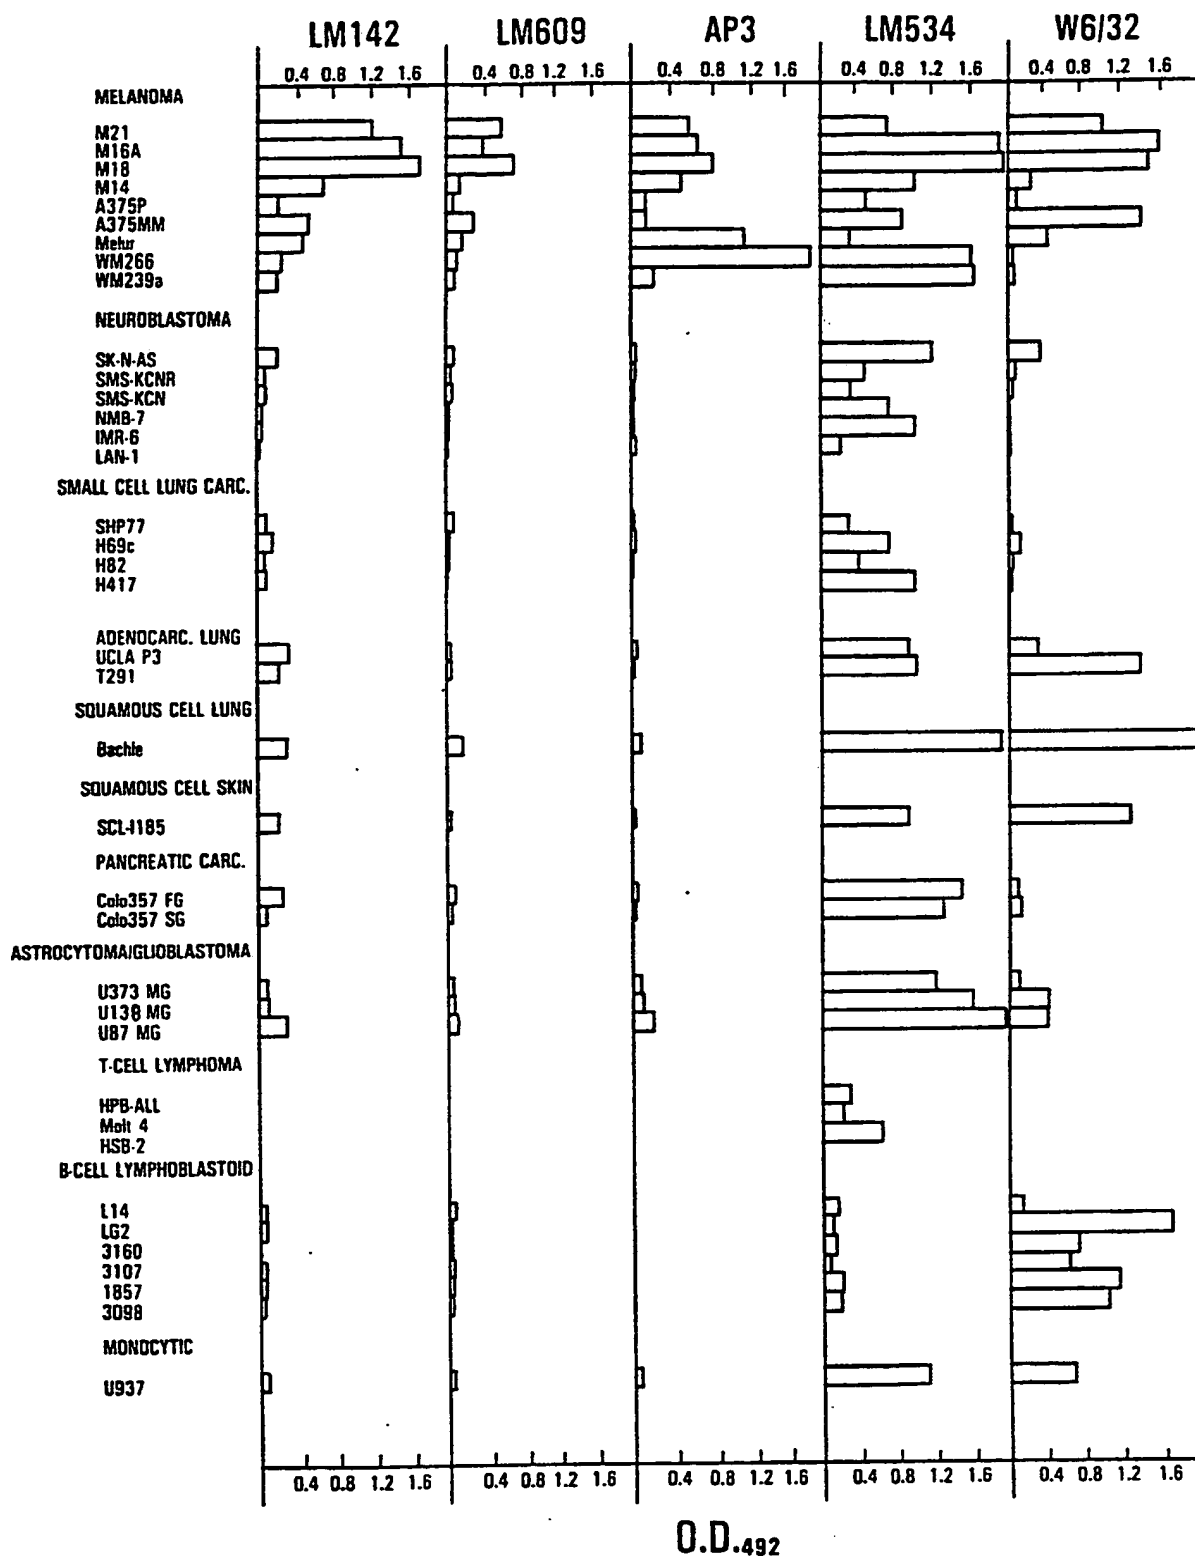 LM142 LM609 AP3 LM534 W6/32
0.4 0.8 1.2 1.6 0.4 0.8 1.2 1.6 0.4 0.8 1.2 1.6 0.4 0.8 1.2 1.6 0.4 0.8 1.2 1.6
MELANOMA
M21
M16A
M18
M14
A375P
A375MM
Melur
WM266
WM239a
NEUROBLASTOMA
SK-N-AS
SMS-KCNR
SMS-KCN
NMB-7
IMR-6
LAN-1
SMALL CELL LUNG CARC.
SHP77
H69c
H82
H417
ADENOCARC. LUNG
UCLA P3
T291
SQUAMOUS CELL LUNG
Bachle
SQUAMOUS CELL SKIN
SCL-I185
PANCREATIC CARC.
Colo357 FG
Colo357 SG
ASTROCYTOMA/GLIOBLASTOMA
U373 MG
U138 MG
U87 MG
T-CELL LYMPHOMA
HPB-ALL
Molt 4
HSB-2
B-CELL LYMPHOBLASTOID
L14
LG2
3160
3107
1857
3098
MONOCYTIC
U937
0.4 0.8 1.2 1.6 0.4 0.8 1.2 1.6 0.4 0.8 1.2 1.6 0.4 0.8 1.2 1.6 0.4 0.8 1.2 1.6
O.D.492